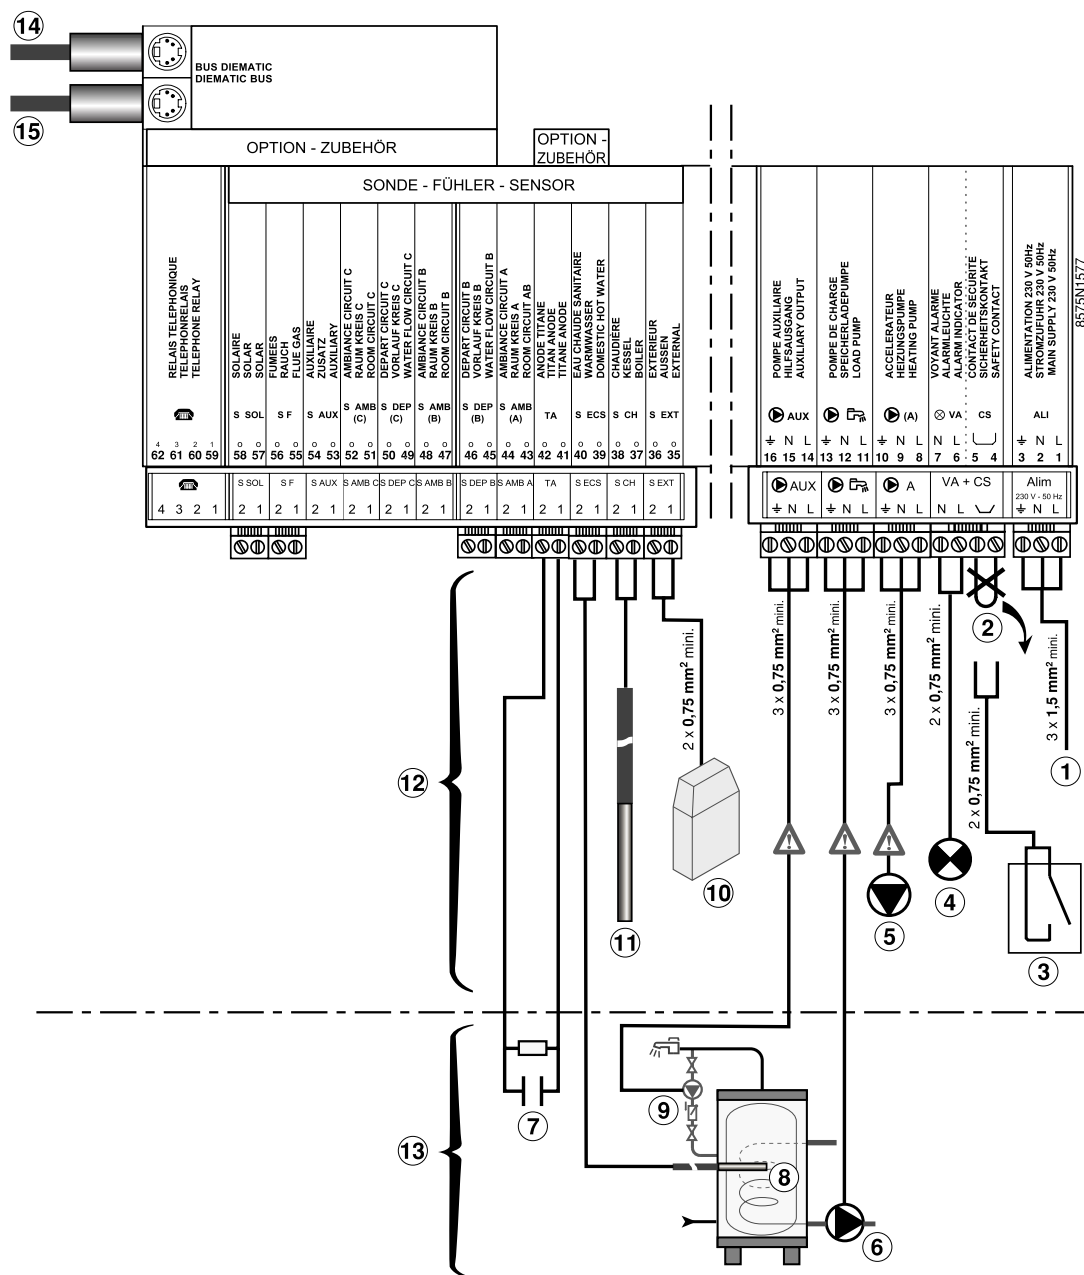 14
BUS DIEMATIC
DIEMATIC BUS
15
OPTION - ZUBEHÖR
OPTION -
ZUBEHÖR
SONDE - FÜHLER - SENSOR
RELAIS TELEPHONIQUE
TELEPHONRELAIS
TELEPHONE RELAY
SOLAIRE
SOLAR
SOLAR
FUMEES
RAUCH
FLUE GAS
AUXILIAIRE
ZUSATZ
AUXILIARY
AMBIANCE CIRCUIT C
RAUM KREIS C
ROOM CIRCUIT C
DEPART CIRCUIT C
VORLAUF KREIS C
WATER FLOW CIRCUIT C
AMBIANCE CIRCUIT B
RAUM KREIS B
ROOM CIRCUIT B
DEPART CIRCUIT B
VORLAUF KREIS B
WATER FLOW CIRCUIT B
AMBIANCE CIRCUIT A
RAUM KREIS A
ROOM CIRCUIT AB
ANODE TITANE
TITAN ANODE
TITANE ANODE
EAU CHAUDE SANITAIRE
WARMWASSER
DOMESTIC HOT WATER
CHAUDIERE
KESSEL
BOILER
EXTERIEUR
AUSSEN
EXTERNAL
POMPE AUXILIAIRE
HILFSAUSGANG
AUXILIARY OUTPUT
POMPE DE CHARGE
SPEICHERLADEPUMPE
LOAD PUMP
ACCELERATEUR
HEIZUNGSPUMPE
HEATING PUMP
VOYANT ALARME
ALARMLEUCHTE
ALARM INDICATOR
CONTACT DE SÉCURITÉ
SICHERHEITSKONTAKT
SAFETY CONTACT
ALIMENTATION 230 V 50Hz
STROMZUFUHR 230 V 50Hz
MAIN SUPPLY 230 V 50Hz
8575N1577
S SOL S F S AUX S AMB (C) S DEP (C) S AMB (B) S DEP (B) S AMB (A) TA S ECS S CH S EXT AUX (A) VA CS ALI
4 3 2 1 N L N L N L N L N L
62 61 60 59 58 57 56 55 54 53 52 51 50 49 48 47 46 45 44 43 42 41 40 39 38 37 36 35 16 15 14 13 12 11 10 9 8 7 6 5 4 3 2 1
S SOL S F S AUX S AMB C S DEP C S AMB B S DEP B S AMB A TA S ECS S CH S EXT AUX A VA + CS Alim
230 V - 50 Hz
4 3 2 1 2 1 2 1 2 1 2 1 2 1 2 1 2 1 2 1 2 1 2 1 2 1 2 1 N L N L N L N L N L
2 x 0,75 mm² mini.
3 x 0,75 mm² mini.
3 x 0,75 mm² mini.
3 x 0,75 mm² mini.
2 x 0,75 mm² mini.
2
2 x 0,75 mm² mini.
3 x 1,5 mm² mini.
1
12
10
11
5
4
3
7
9
13
8
6